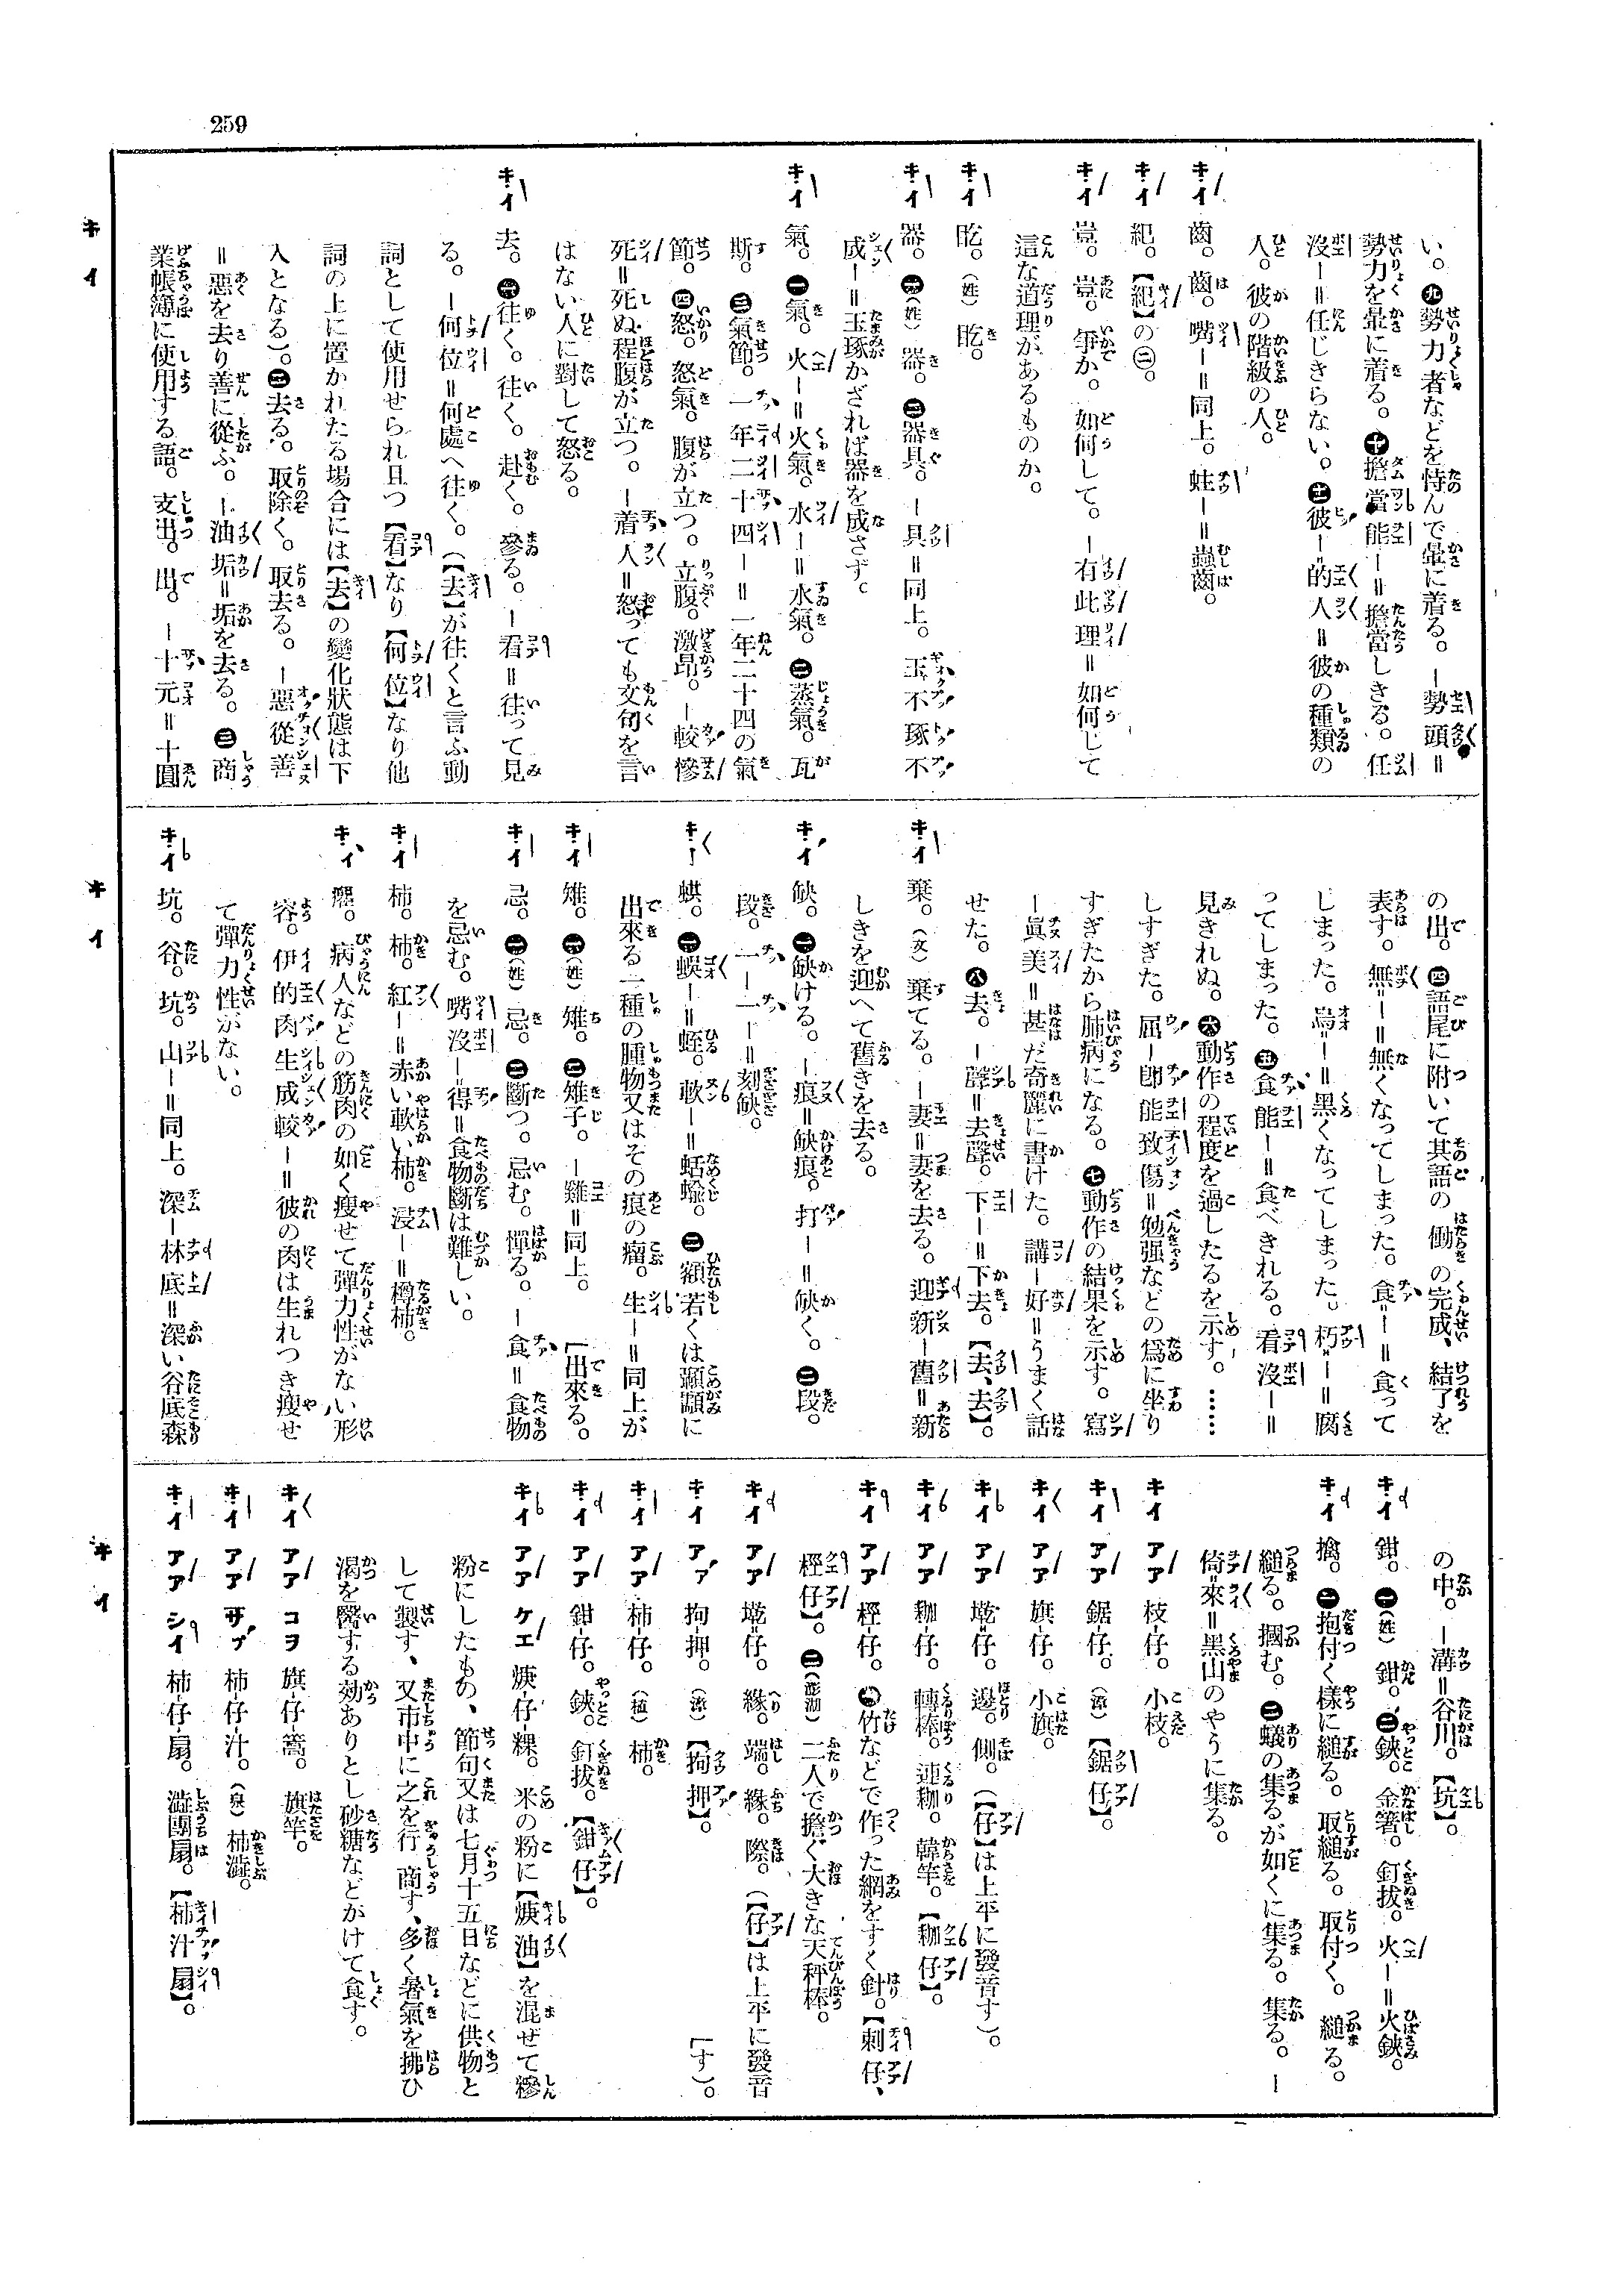 259
い。㊈勢力者などを恃んで暈に着る。ー勢頭＝
勢力を暈に着る。㊉擔當能ー＝擔當しきる。任
沒ー＝任じきらない。彼ー的人＝彼の種類の
人。彼の階級の人。
キイ 齒。齒。嘴ー＝同上。蛀ー＝蟲齒。
キイ 紀。【紀】の㊁。
キイ 豈。豈。爭か。如何して。ー有此理＝如何して
這な道理があるものか。
キイ
キイ 器。㊀(姓)器。㊁器具。ー具＝同上。玉不琢不
成ー＝玉琢かざれば器を成さず。
キイ 氣。㊀氣。火ー＝火氣。水ー＝水氣。㊁蒸氣。瓦
斯。㊂氣節。一年二十四ー＝一年二十四の氣
節。㊃怒。怒氣。腹が立つ。立腹。激昂。ー較慘
死＝死ぬ程腹が立つ。ー着人＝怒っても文句を言
はない人に對して怒る。
キイ 去。㊀往く。往く。赴く。參る。ー看＝往って見
る。ー何位＝何處へ往く。(【去】が往くと言ふ動
詞として使用せられ且つ【看】なり【何位】なり他
詞の上に置かれたる場合には【去】の變化狀態は下
入となる)。㊁去る。取除く。取去る。ー惡從善
＝惡を去り善に從ふ。ー油垢＝垢を去る。㊂商
業帳簿に使用する語。支出。出。ー十元＝十圓
の出。㊃語尾に附いて其語の働の完成、結了を
表す。無ー＝無くなってしまった。食ー＝食って
しまった。烏ー＝黑くなってしまった。朽ー＝腐
ってしまった。㊄食能ー＝食べきれる。看沒ー＝
見きれぬ。㊅動作の程度を過したるを示す。……
しすぎた。屈ー卽能致傷＝勉强などの爲に坐り
すぎたから肺病になる。㊆動作の結果を示す。寫
ー眞美＝甚だ奇麗に書けた。講ー好＝うまく話
せた。㊇去。ー聲＝去聲。下ー＝下去。【去、去】。
キイ 棄。(文)棄てる。ー妻＝妻を去る。迎新ー舊＝新
しきを迎へて舊きを去る。
キイ 缺。㊀缺ける。ー痕＝缺痕。打ー＝缺く。㊁段。
段。一ー一ー＝刻缺。
キー 蜞。㊀蜈ー＝蛭。軟ー＝蛞蝓。㊁額若くは顳顬に
出來る一種の腫物又はその痕の瘤。生ー＝同上が
[出來る。
キイ 雉。㊀(姓)雉。㊁雉子。ー雞＝同上。
キイ 忌。㊀(姓)忌。㊁斷つ。忌む。憚る。ー食＝食物
を忌む。嘴沒ー得＝食物斷は難しい。
キイ 柿。柿。紅ー＝赤い軟い柿。浸ー＝樽柿。
キイ 病人などの筋肉の如く瘦せて彈力性がない形
容。伊的肉生成較ー＝彼の肉は生れつき瘦せ
て彈力性がない。
キイ 坑。谷。坑。山ー＝同上。深ー林底＝深い谷底森
の中。ー溝＝谷川。【坑】。
キイ 鉗。㊀(姓)鉗。㊁鋏。金箸。釘拔。火ー＝火鋏。
キイ 擒。㊀抱付く樣に縋る。取縋る。取付く。縋る。
縋る。摑む。㊁蟻の集るが如くに集る。集る。ー
倚來＝黑山のやうに集る。
キイ アア 枝ー仔。小枝。
キイ アア 鋸ー仔。(漳)【鋸仔】。
キイ アア 旗ー仔。小旗。
キイ アア 墘ー仔。邊。側。(【仔】は上平に發音す)。
キイ アア 耞ー仔。轉棒。連耞。韓竿。【耞仔】。
キイ アア 桱ー仔。㊀竹などで作った網をすく針。【刺仔、
桱仔】。㊁(澎湖)二人で擔ぐ大きな天秤棒。
キイ アア 墘ー仔。緣。端。緣。際。(【仔】は上平に發音
[す)。
キイ アァ 拘ー押。(漳)【拘押】。
キイ アア 柿ー仔。(植)柿。
キイ アア 鉗ー仔。鋏。釘拔。【鉗仔】。
キイ アア ケエ 焿ー仔ー粿。米の粉に【焿油】を混ぜて糝
粉にしたもの、節句又は七月十五日などに供物と
して製す、又市中に之を行商す、多く暑氣を拂ひ
渴を醫する効ありとし砂糖などがけて食す。
キイ アア コヲ 旗ー仔ー篙。旗竿。
キイ アア サプ 柿ー仔ー汁。(泉)柿澁。
キイ アア シイ 柿ー仔ー扇。澁團扇。【柿汁扇】。
キイ
キイ
キイ